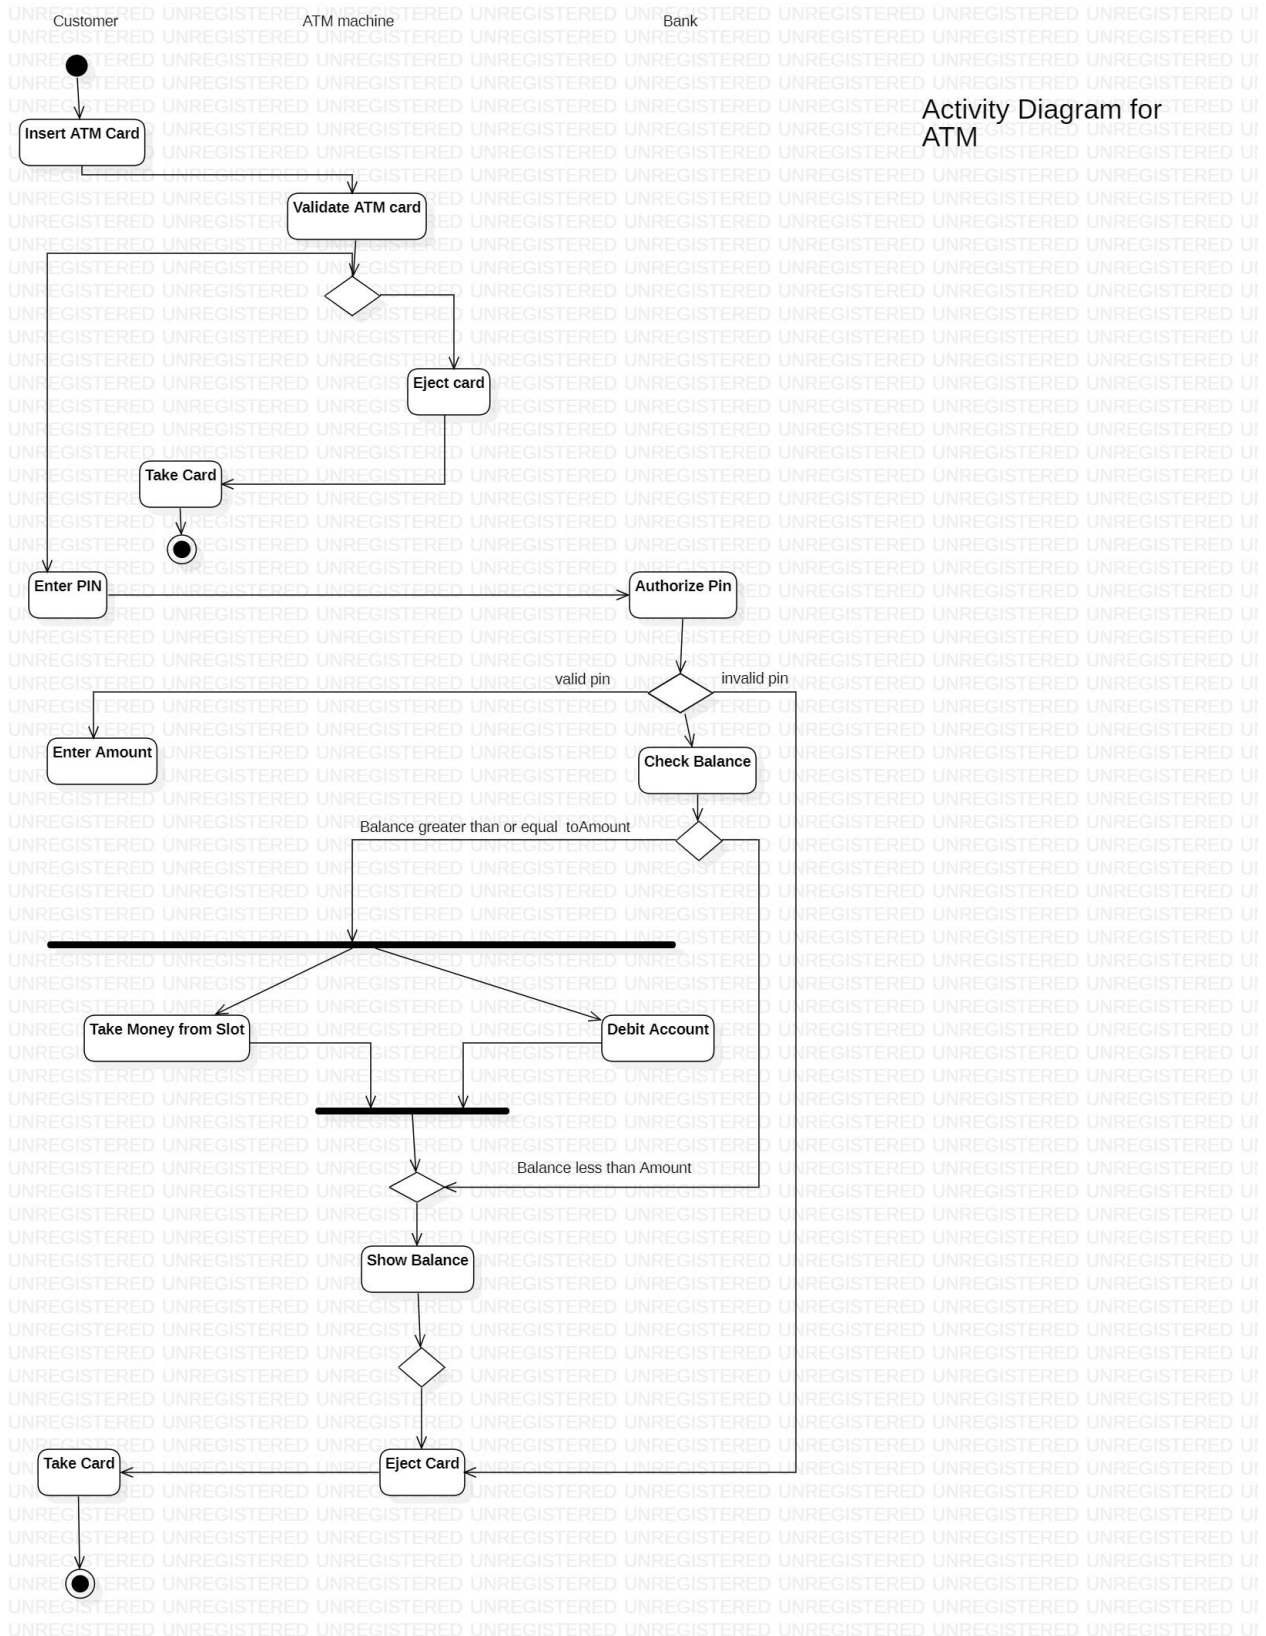 Customer
ATM machine
Bank
Activity Diagram for
ATM
Insert ATM Card
Validate ATM card
Eject card
Take Card
Enter PIN
Authorize Pin
valid pin
invalid pin
Enter Amount
Check Balance
Balance greater than or equal  toAmount
Take Money from Slot
Debit Account
Balance less than Amount
Show Balance
Take Card
Eject Card
UNREGISTERED